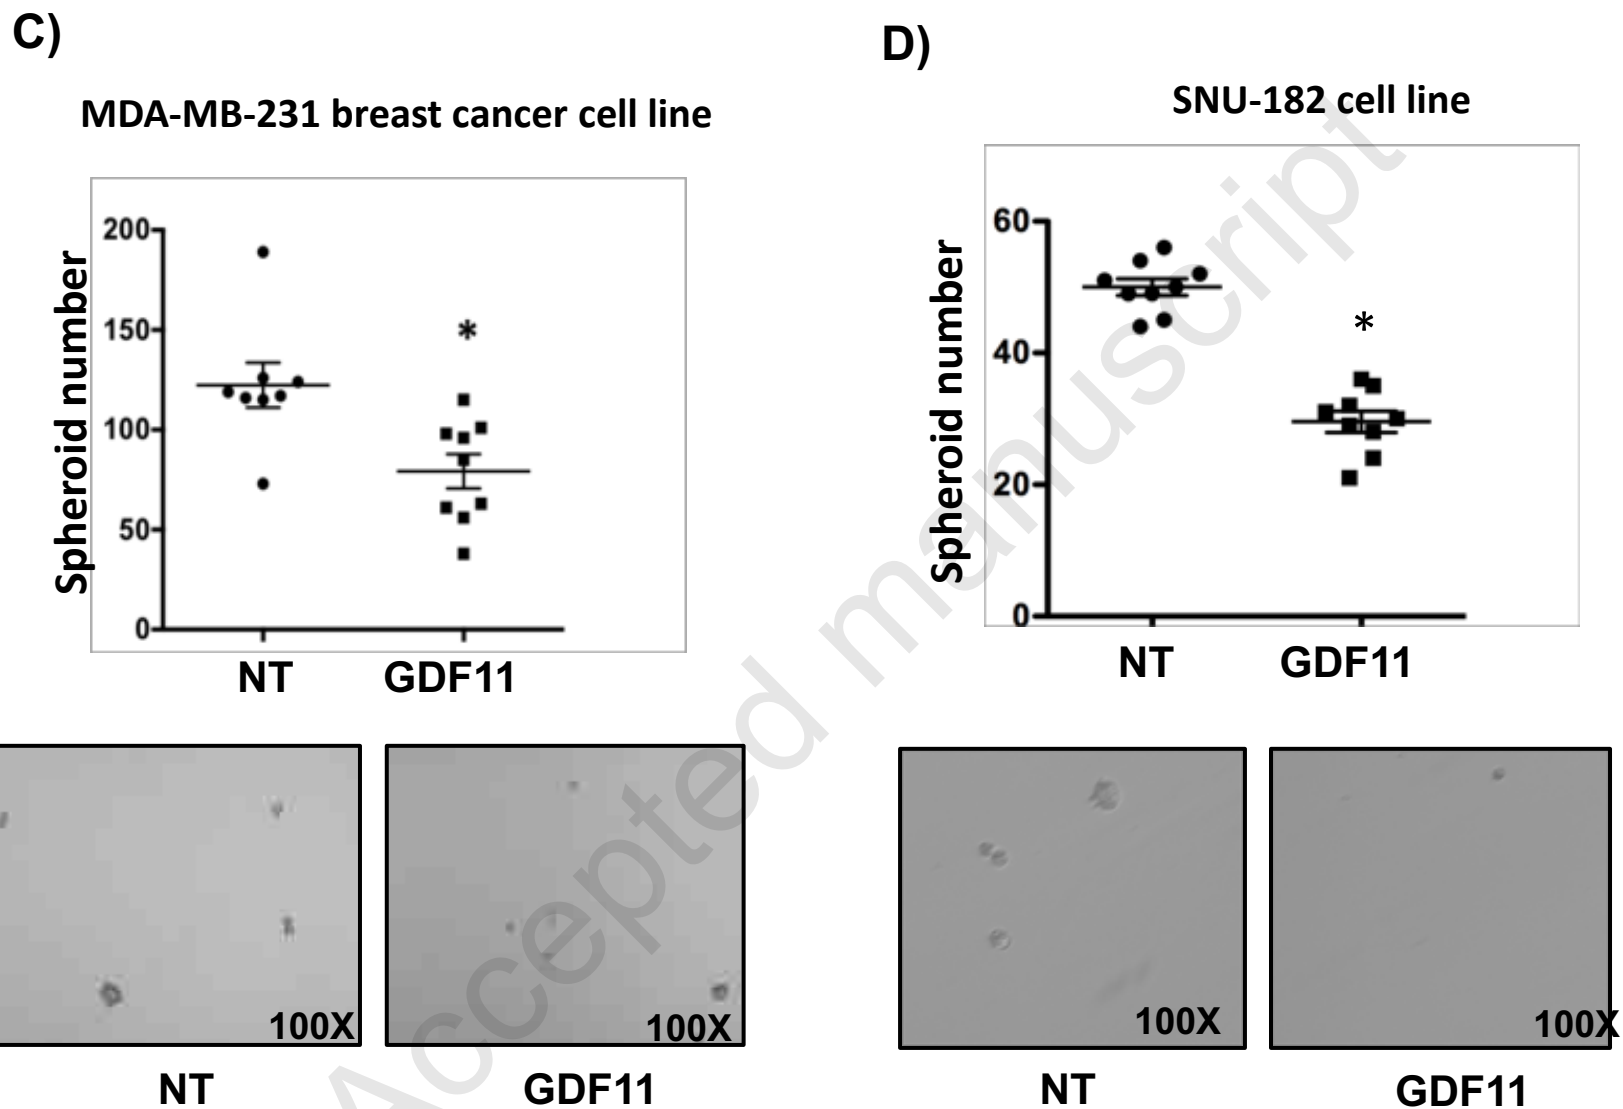 C)
MDA-MB-231 breast cancer cell line
Spheroid number
200
150
100
50
0
*
NT
GDF11
100X
100X
NT
GDF11
D)
SNU-182 cell line
Spheroid number
60
40
20
0
*
NT
GDF11
100X
100X
NT
GDF11
Accepted manuscript